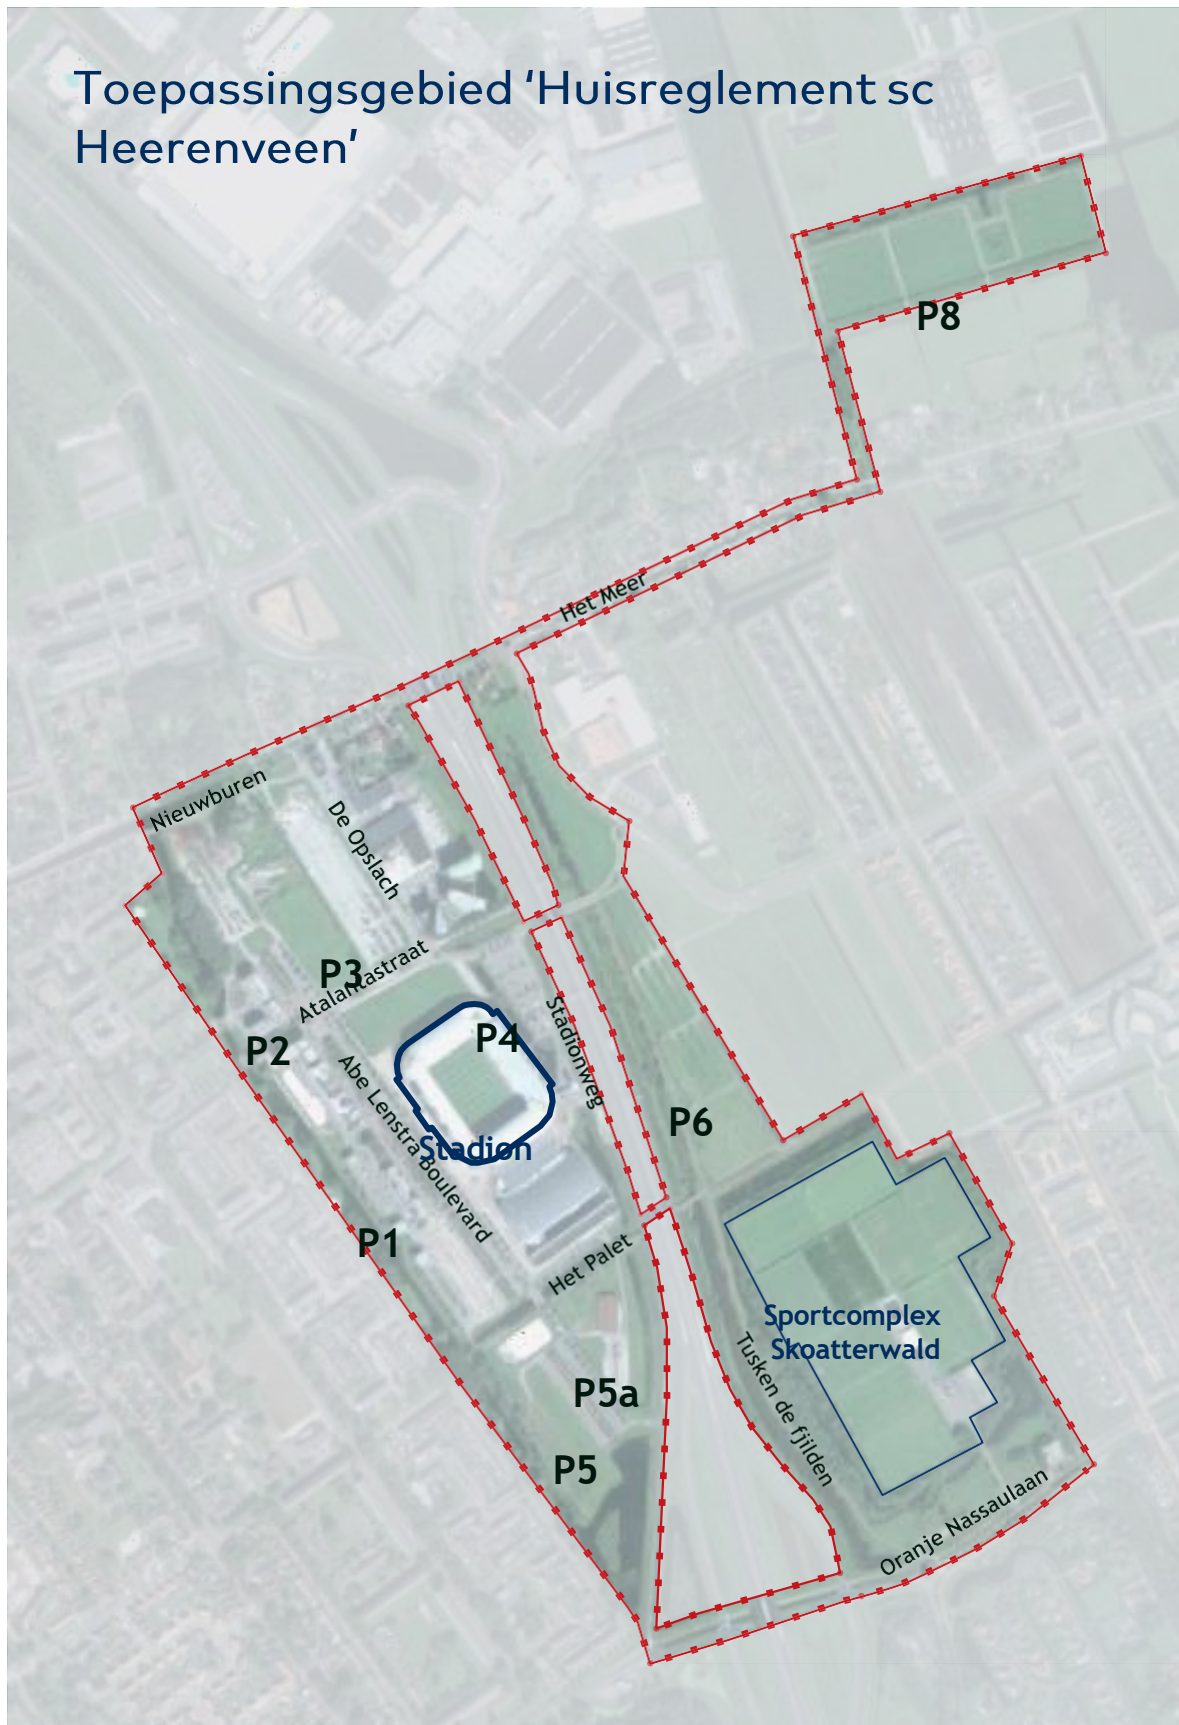 Toepassingsgebied ‘Huisreglement sc
Heerenveen’
P8
Het Meer
Nieuwburen
De Opslach
P3
Atalantastraat
P2
P4
Stadionweg
Abe Lenstra Boulevard
Stadion
P6
P1
Het Palet
Sportcomplex
Skoatterwald
Tusken de fjilden
P5a
P5
Oranje Nassaulaan